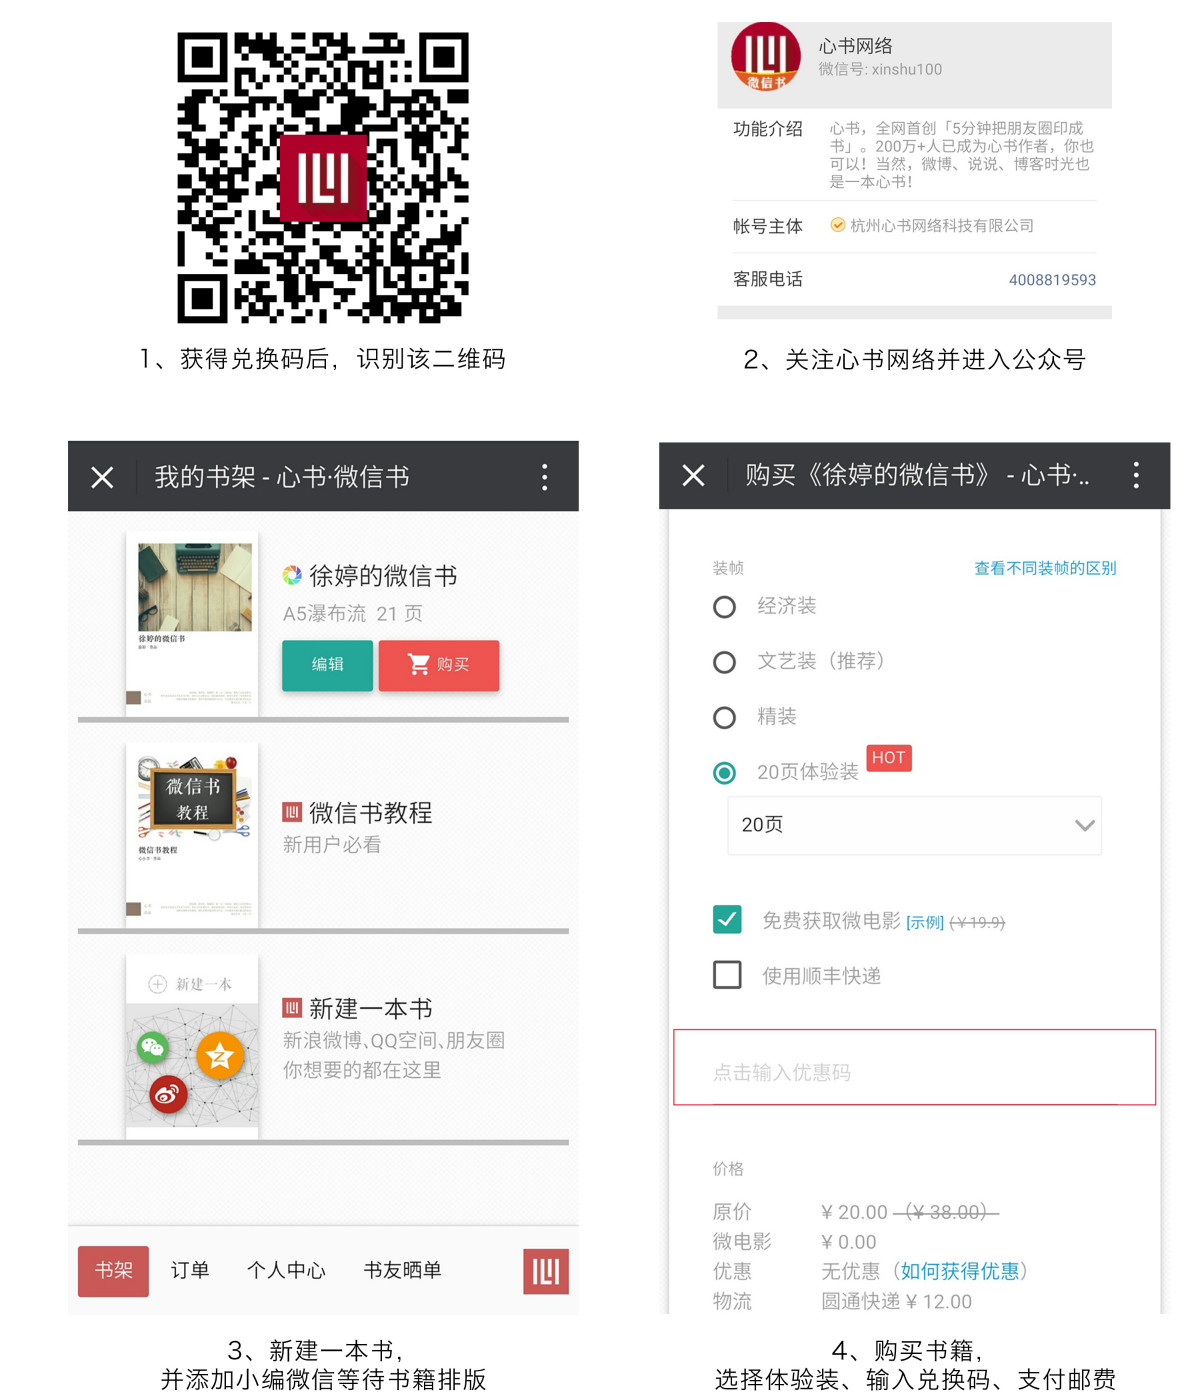 心书网络
微信号: xinshu100
微信书
功能介绍
心书，全网首创「5分钟把朋友圈印成
书」。200万+人已成为心书作者，你也
可以！当然，微博、说说、博客时光也
是一本心书！
帐号主体
杭州心书网络科技有限公司
客服电话
4008819593
1、获得兑换码后，识别该二维码
2、关注心书网络并进入公众号
我的书架 - 心书·微信书
徐婷的微信书
徐婷的微信书
A5瀑布流 21 页
编辑
购买
微信书
教程
微信书教程
微信书教程
新用户必看
新建一本
新建一本书
新浪微博、QQ空间、朋友圈
你想要的都在这里
书架
订单
个人中心
书友晒单
3、新建一本书，
并添加小编微信等待书籍排版
购买《徐婷的微信书》 - 心书·..
装帧
查看不同装帧的区别
经济装
文艺装（推荐）
精装
20页体验装
HOT
20页
免费获取微电影 [示例] (￥19.9)
使用顺丰快递
点击输入优惠码
价格
原价 ￥20.00 （￥38.00）
微电影 ￥0.00
优惠 无优惠（如何获得优惠）
物流 圆通快递￥12.00
4、购买书籍，
选择体验装、输入兑换码、支付邮费